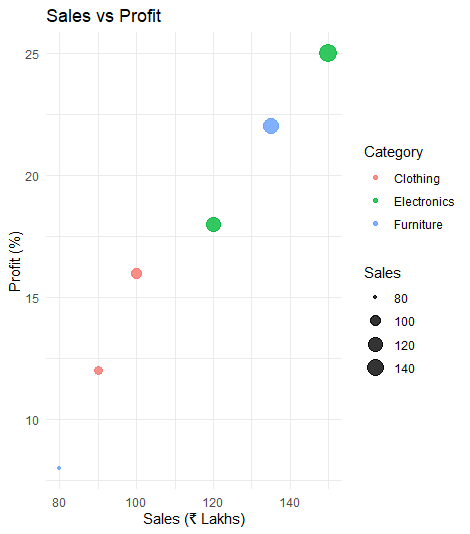 Sales vs Profit
25
20
15
10
Profit (%)
80
100
120
140
Sales (₹ Lakhs)
Category
Clothing
Electronics
Furniture
Sales
80
100
120
140